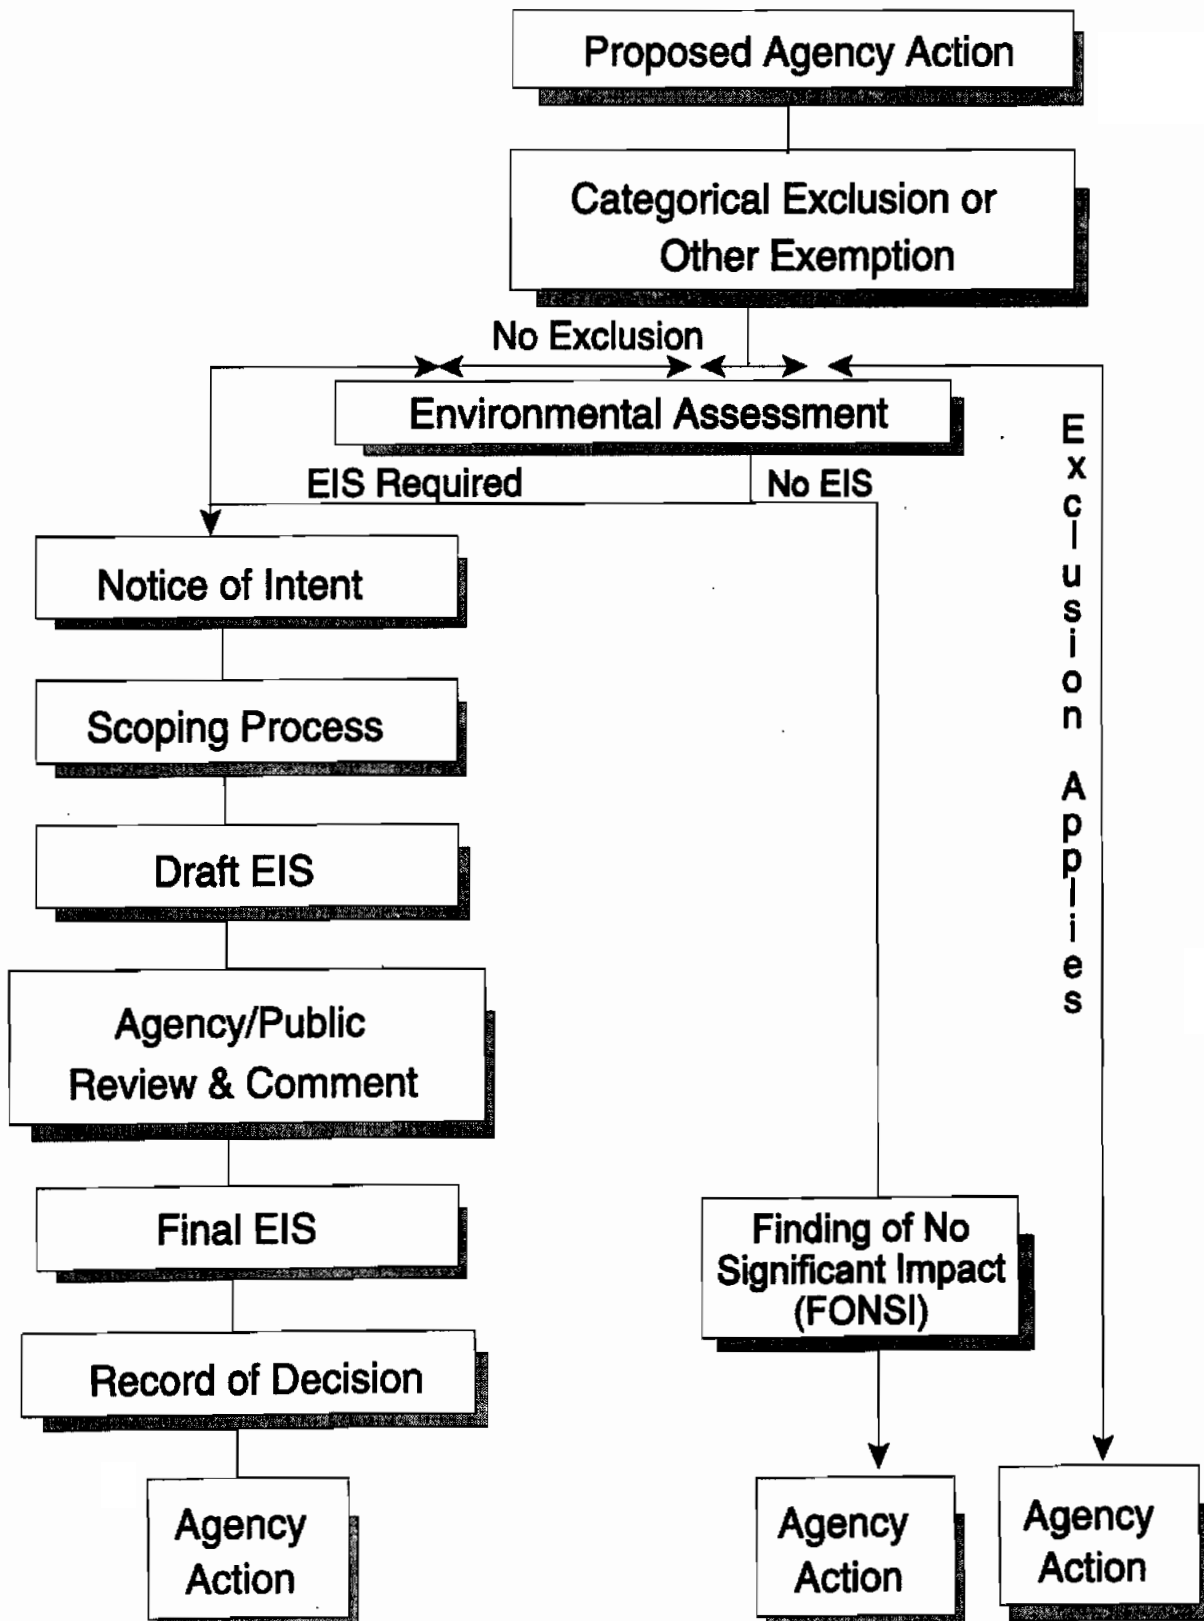 Proposed Agency Action
Categorical Exclusion or
Other Exemption
No Exclusion
Environmental Assessment
EIS Required
No EIS
Exclusion Applies
Notice of Intent
Scoping Process
Draft EIS
Agency/Public
Review & Comment
Final EIS
Record of Decision
Agency
Action
Finding of No
Significant Impact
(FONSI)
Agency
Action
Agency
Action